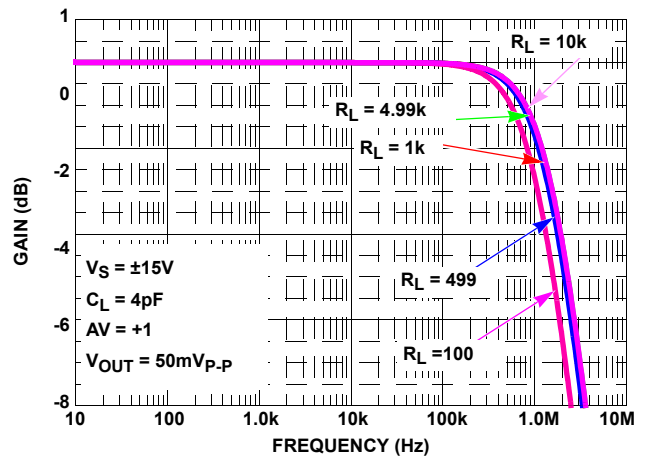 1
0
-2
-4
-6
-8
GAIN (dB)
RL = 10k
RL = 4.99k
RL = 1k
RL = 499
RL =100
VS = ±15V
CL = 4pF
AV = +1
VOUT = 50mVP-P
10 100 1.0k 10k 100k 1.0M 10M
FREQUENCY (Hz)